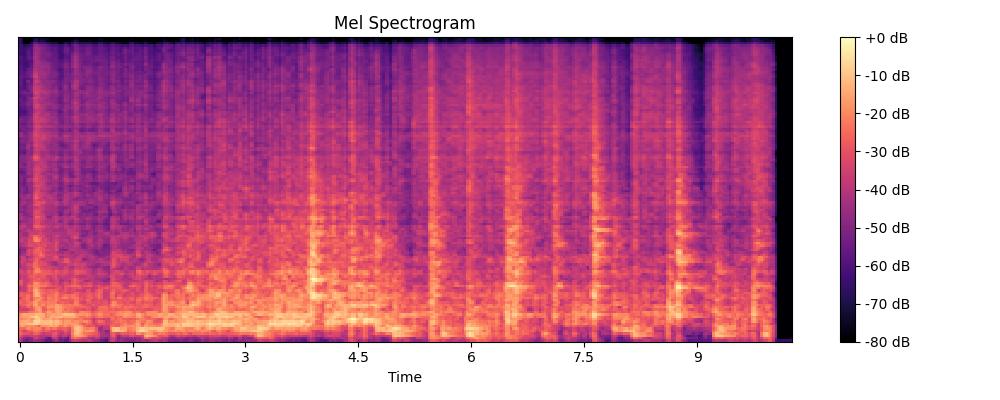 Mel Spectrogram
+0 dB
-10 dB
-20 dB
-30 dB
-40 dB
-50 dB
-60 dB
-70 dB
-80 dB
0 1.5 3 4.5 6 7.5 9
Time